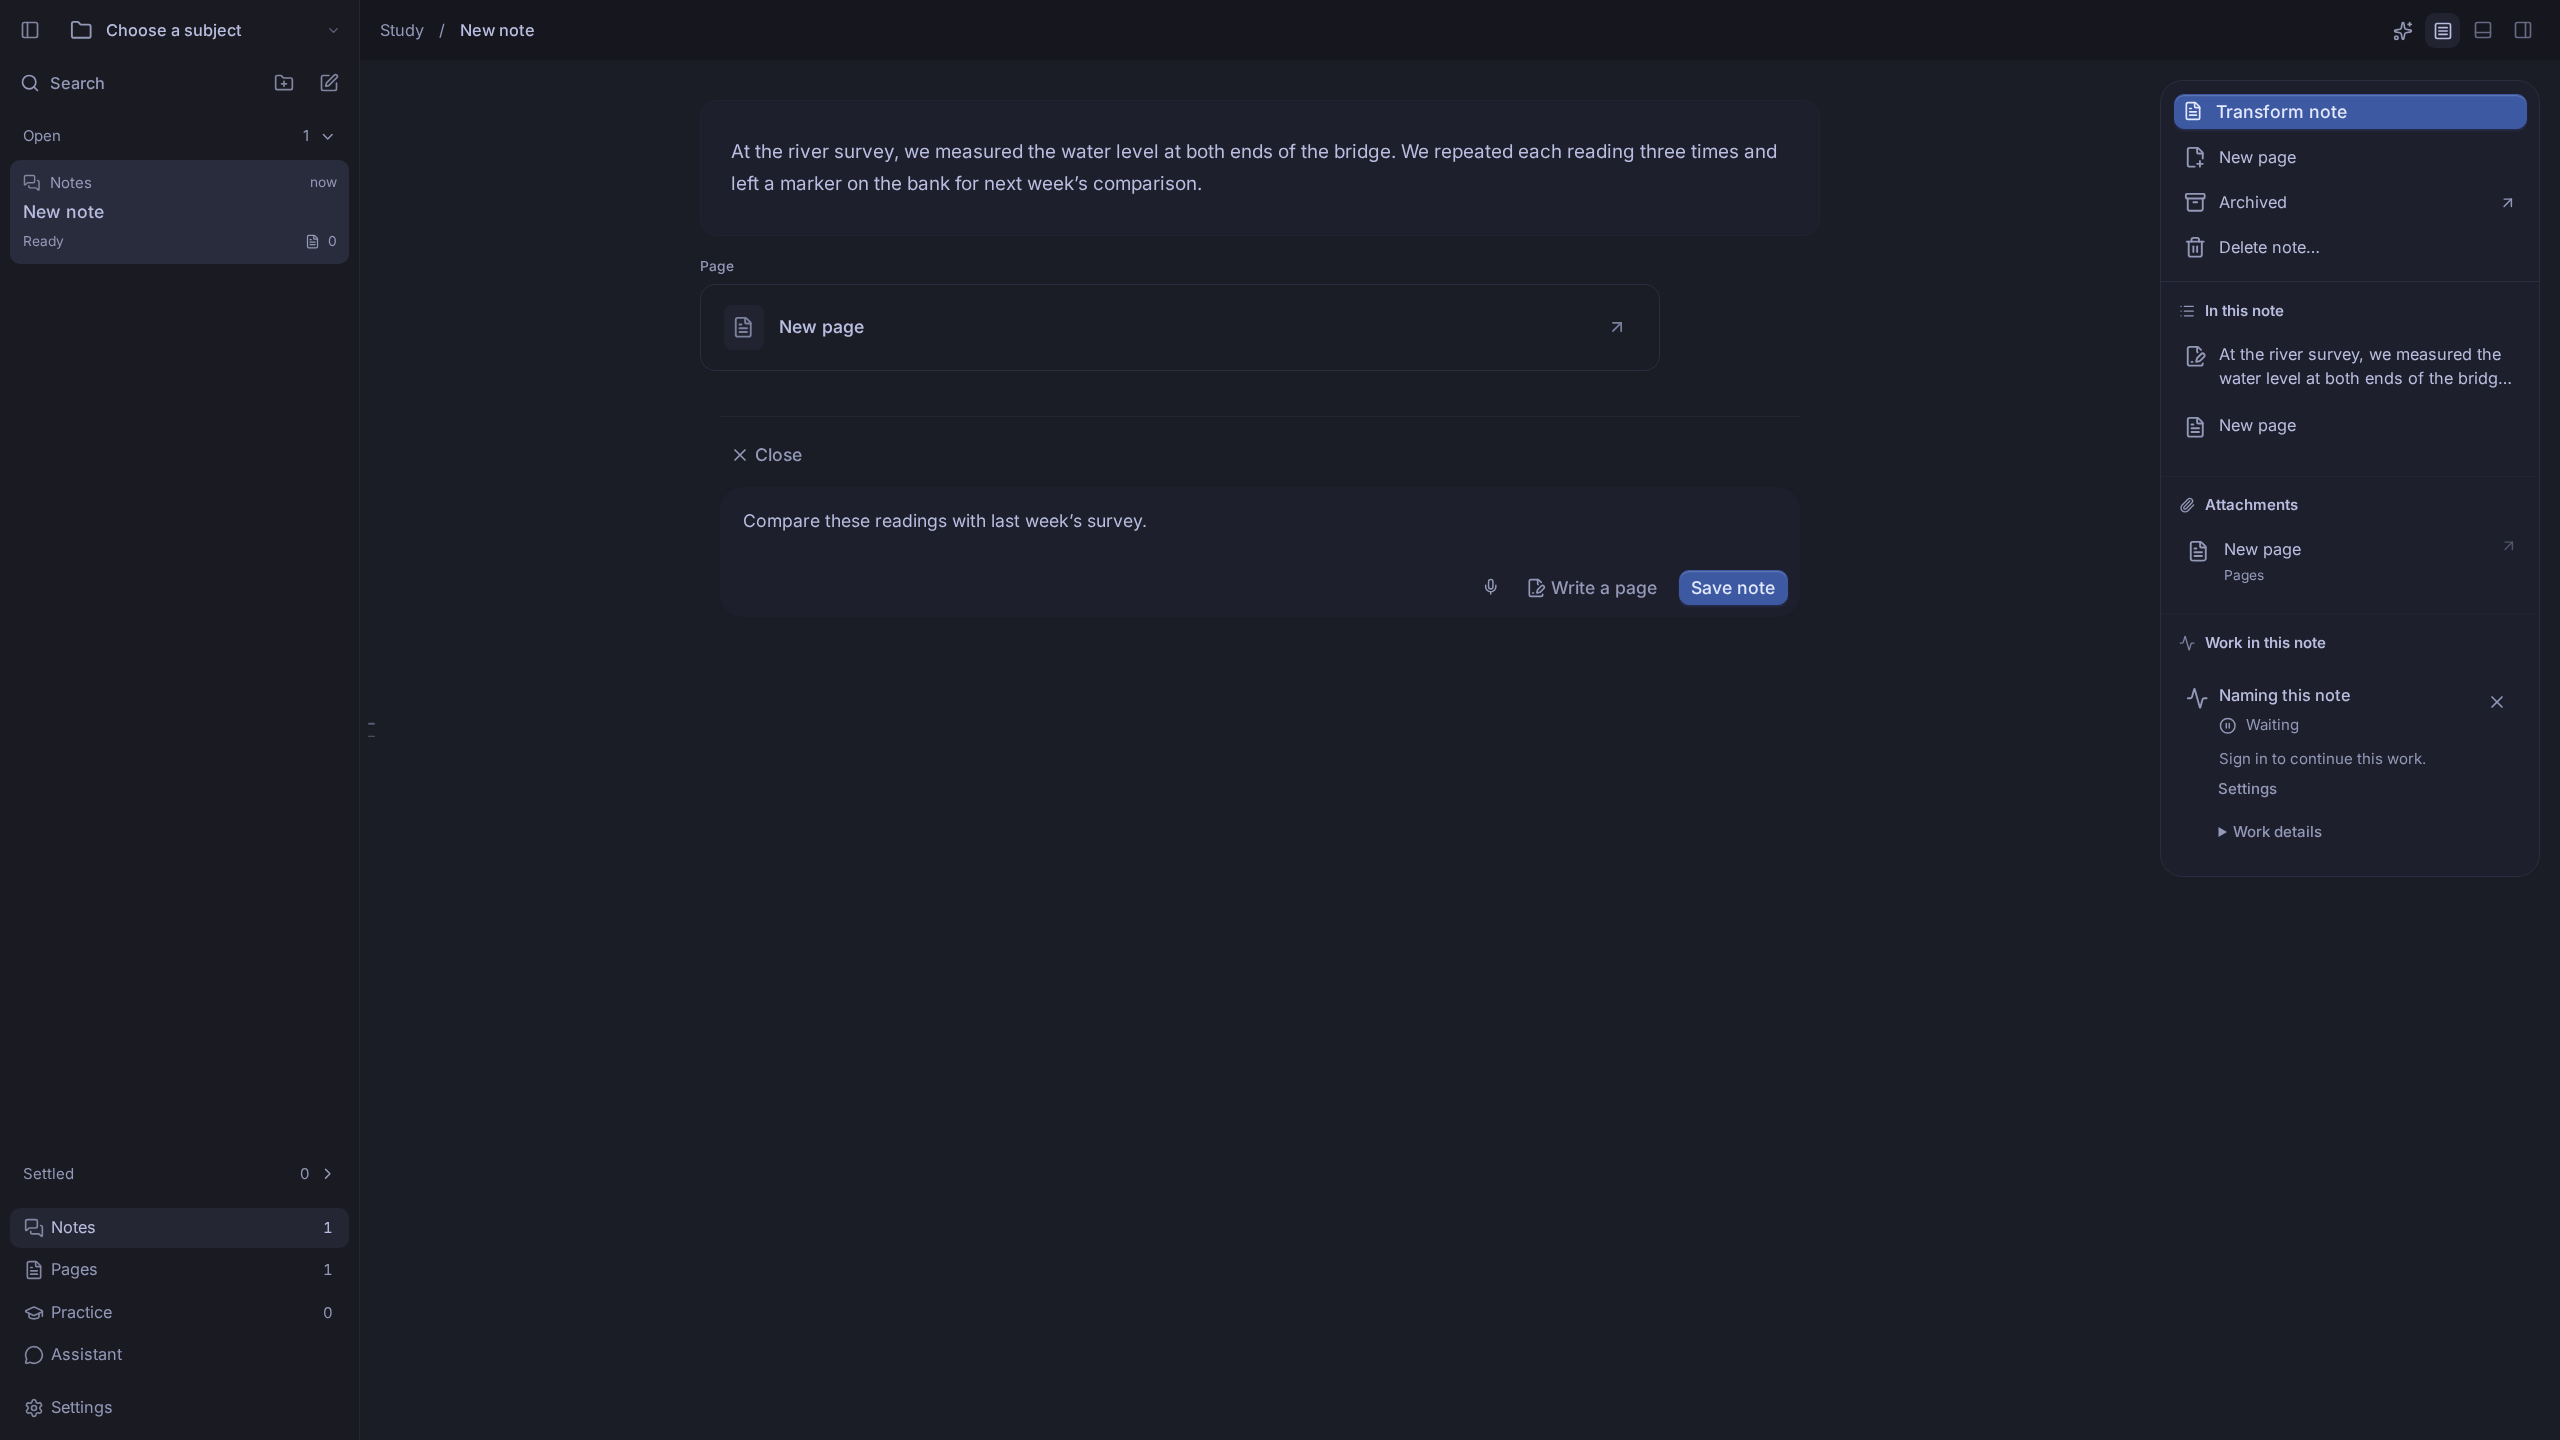 Choose a subject
Search
Open 1
Notes now
New note
Ready 0
Settled 0
Notes 1
Pages 1
Practice 0
Assistant
Settings
Study / New note
At the river survey, we measured the water level at both ends of the bridge. We repeated each reading three times and
left a marker on the bank for next week’s comparison.
Page
New page
Close
Compare these readings with last week’s survey.
Write a page Save note
Transform note
New page
Archived
Delete note...
In this note
At the river survey, we measured the
water level at both ends of the bridg...
New page
Attachments
New page
Pages
Work in this note
Naming this note
Waiting
Sign in to continue this work.
Settings
Work details